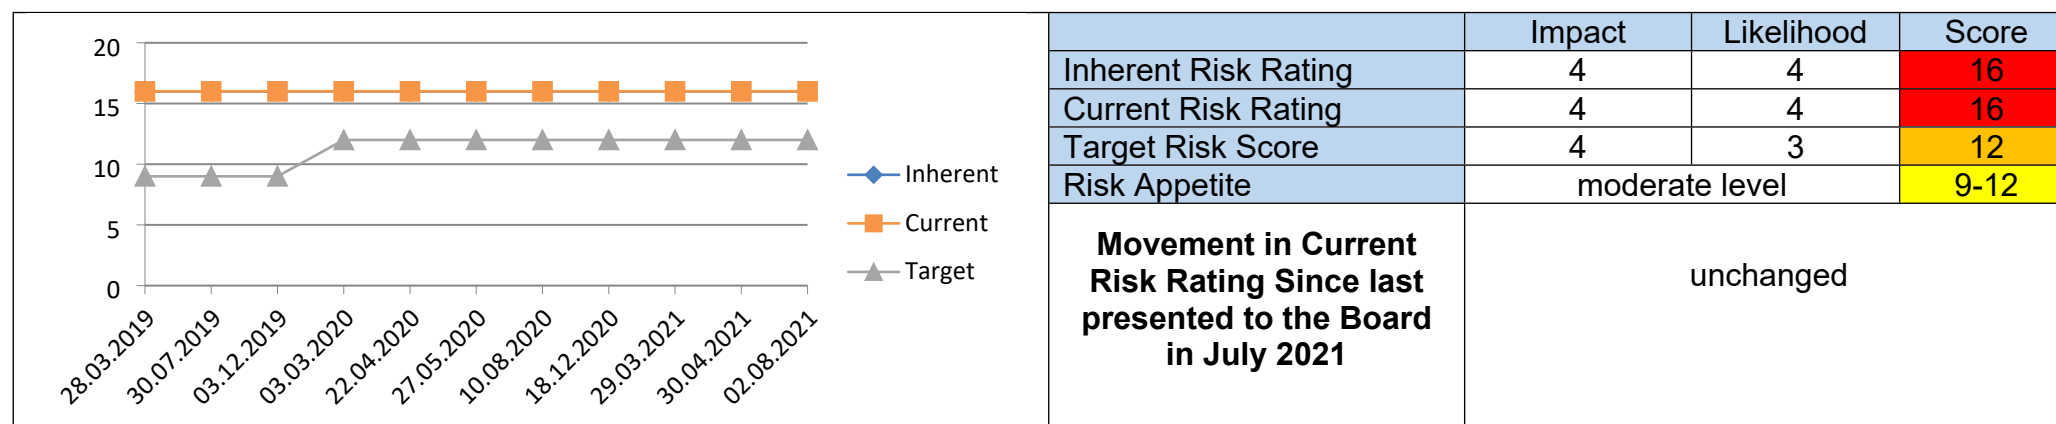 20
15
10
5
0
28.03.2019
30.07.2019
03.12.2019
03.03.2020
22.04.2020
27.05.2020
10.08.2020
18.12.2020
29.03.2021
30.04.2021
02.08.2021
Inherent
Current
Target
Impact Likelihood Score
Inherent Risk Rating 4 4 16
Current Risk Rating 4 4 16
Target Risk Score 4 3 12
Risk Appetite moderate level 9-12
Movement in Current
Risk Rating Since last
presented to the Board
in July 2021
unchanged